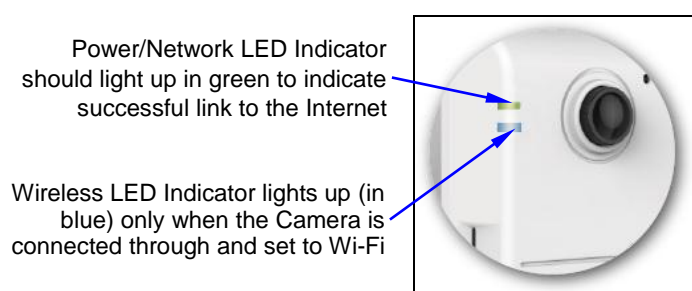 Power/Network LED Indicator
should light up in green to indicate
successful link to the Internet
Wireless LED Indicator lights up (in
blue) only when the Camera is
connected through and set to Wi-Fi